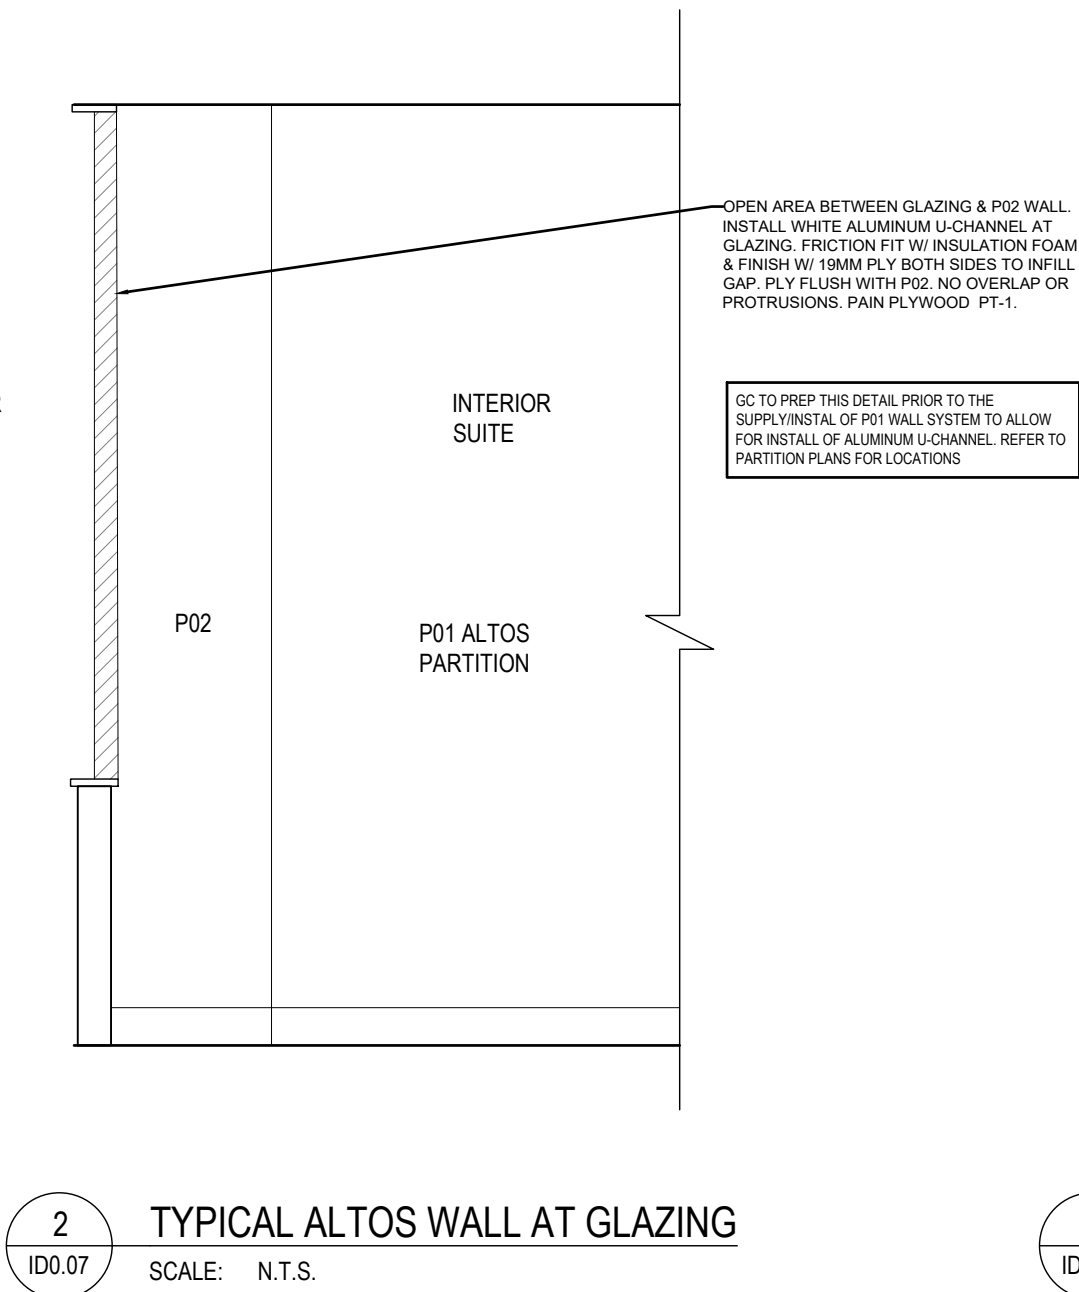 OPEN AREA BETWEEN GLAZING & P02 WALL.
INSTALL WHITE ALUMINUM U-CHANNEL AT
GLAZING. FRICTION FIT W/ INSULATION FOAM
& FINISH W/ 19MM PLY BOTH SIDES TO INFILL
GAP. PLY FLUSH WITH P02. NO OVERLAP OR
PROTRUSIONS. PAIN PLYWOOD PT-1.
GC TO PREP THIS DETAIL PRIOR TO THE
SUPPLY/INSTAL OF P01 WALL SYSTEM TO ALLOW
FOR INSTALL OF ALUMINUM U-CHANNEL. REFER TO
PARTITION PLANS FOR LOCATIONS
INTERIOR
SUITE
P02
P01 ALTOS
PARTITION
2
ID0.07
TYPICAL ALTOS WALL AT GLAZING
SCALE: N.T.S.
ID